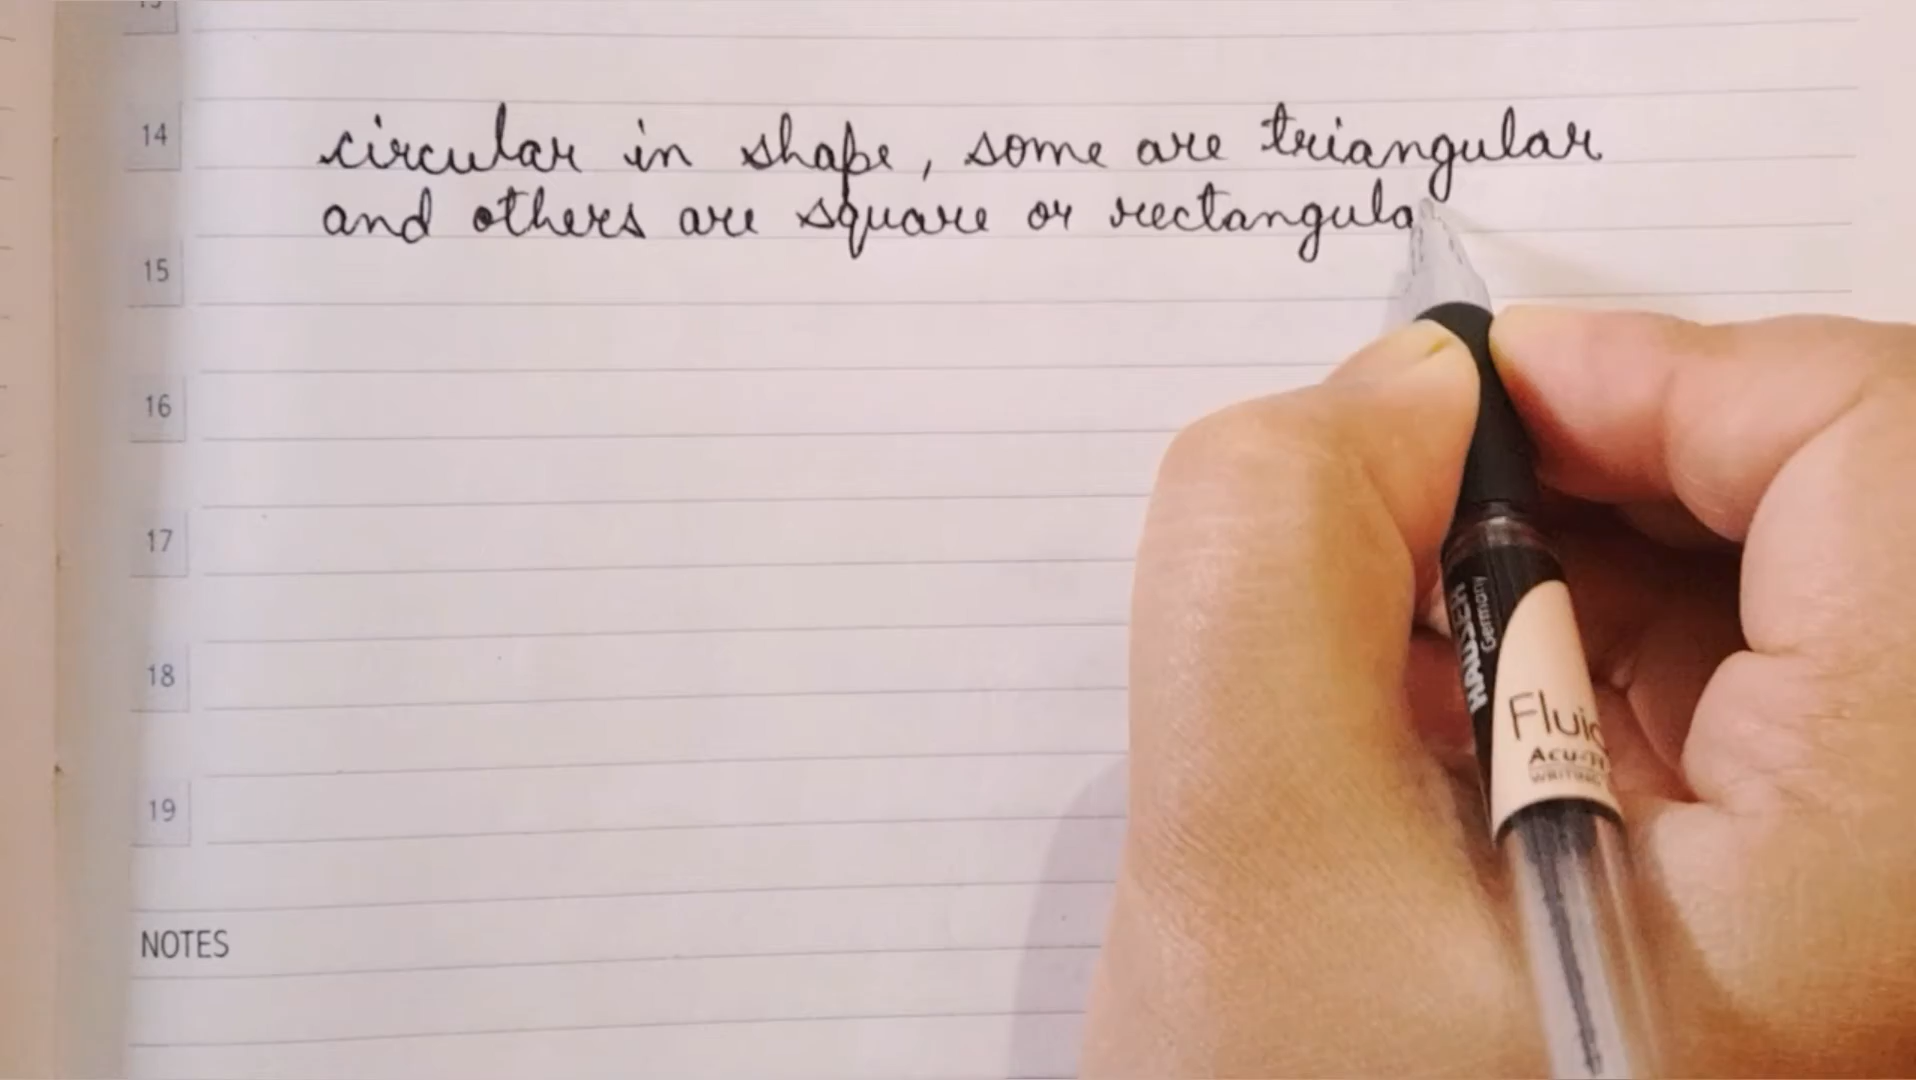 14
circular in shape, some are triangular
and others are square or rectangula
15
16
17
18
19
NOTES
HAUSER
Germany
Fluid
WRITING